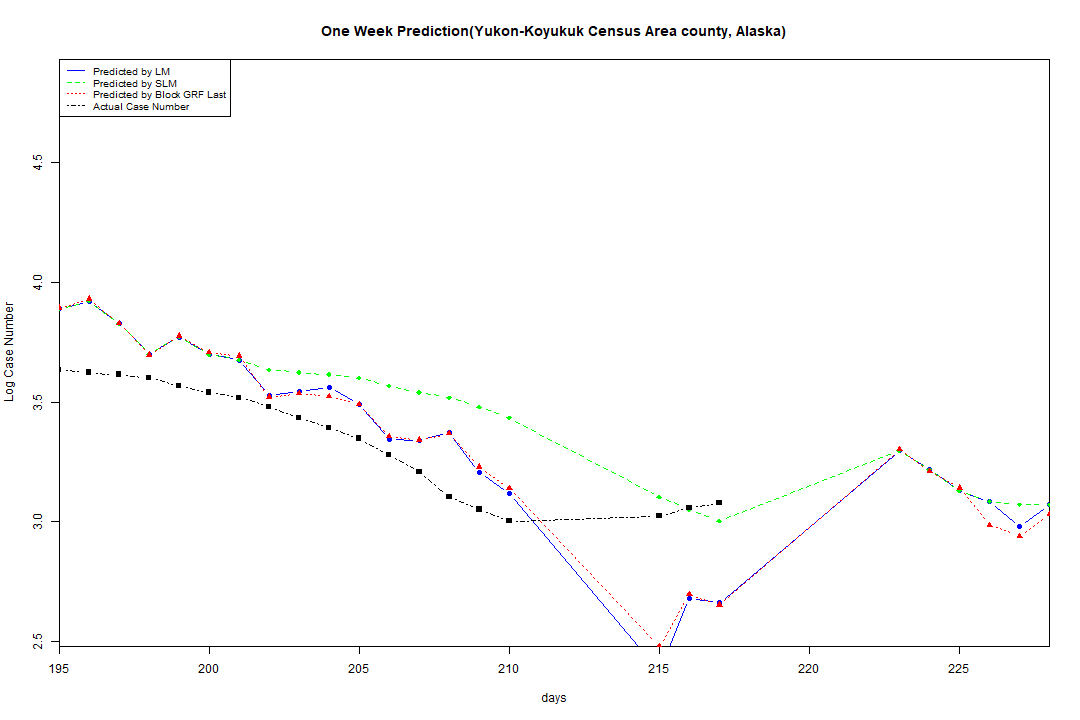 One Week Prediction(Yukon-Koyukuk Census Area county, Alaska)
Predicted by LM
Predicted by SLM
Predicted by Block GRF Last
Actual Case Number
4.5
4.0
3.5
3.0
2.5
Log Case Number
195 200 205 210 215 220 225
days